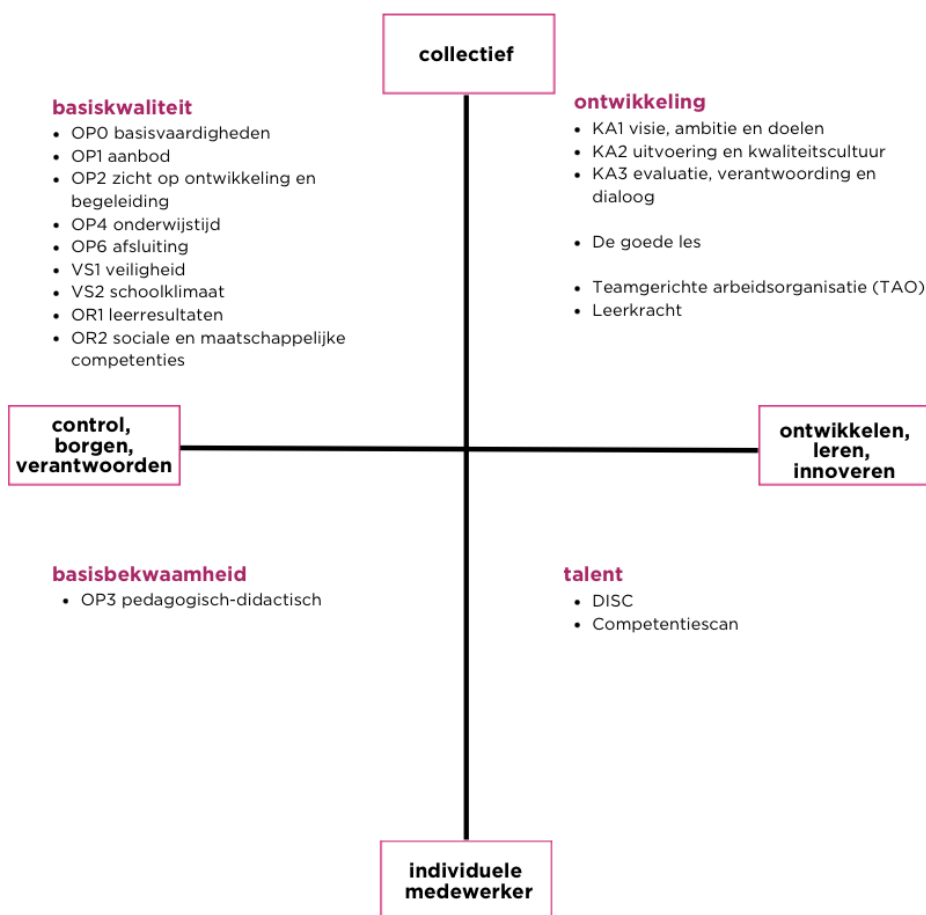 collectief
basiskwaliteit
• OP0 basisvaardigheden
• OP1 aanbod
• OP2 zicht op ontwikkeling en
begeleiding
• OP4 onderwijstijd
• OP6 afsluiting
• VS1 veiligheid
• VS2 schoolklimaat
• OR1 leerresultaten
• OR2 sociale en maatschappelijke
competenties
ontwikkeling
• KA1 visie, ambitie en doelen
• KA2 uitvoering en kwaliteitscultuur
• KA3 evaluatie, verantwoording en
dialoog
• De goede les
• Teamgerichte arbeidsorganisatie (TAO)
• Leerkracht
control,
borgen,
verantwoorden
ontwikkelen,
leren,
innoveren
basisbekwaamheid
• OP3 pedagogisch-didactisch
talent
• DISC
• Competentiescan
individuele
medewerker